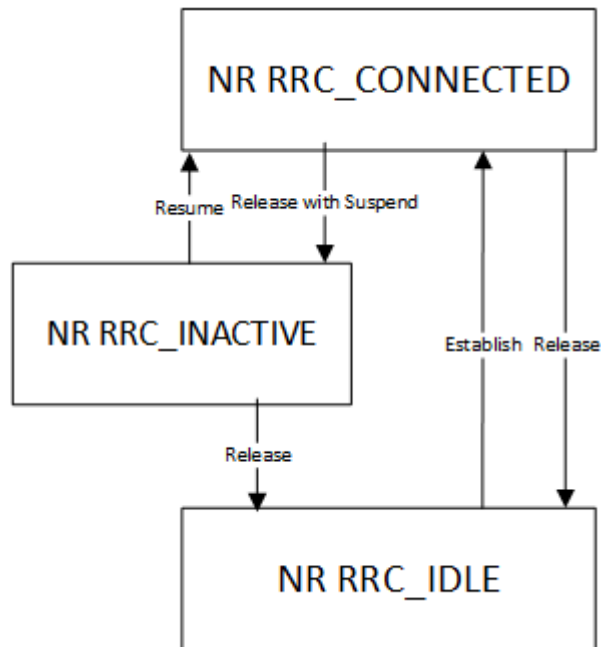 NR RRC_CONNECTED
Resume
Release with Suspend
NR RRC_INACTIVE
Establish
Release
Release
NR RRC_IDLE